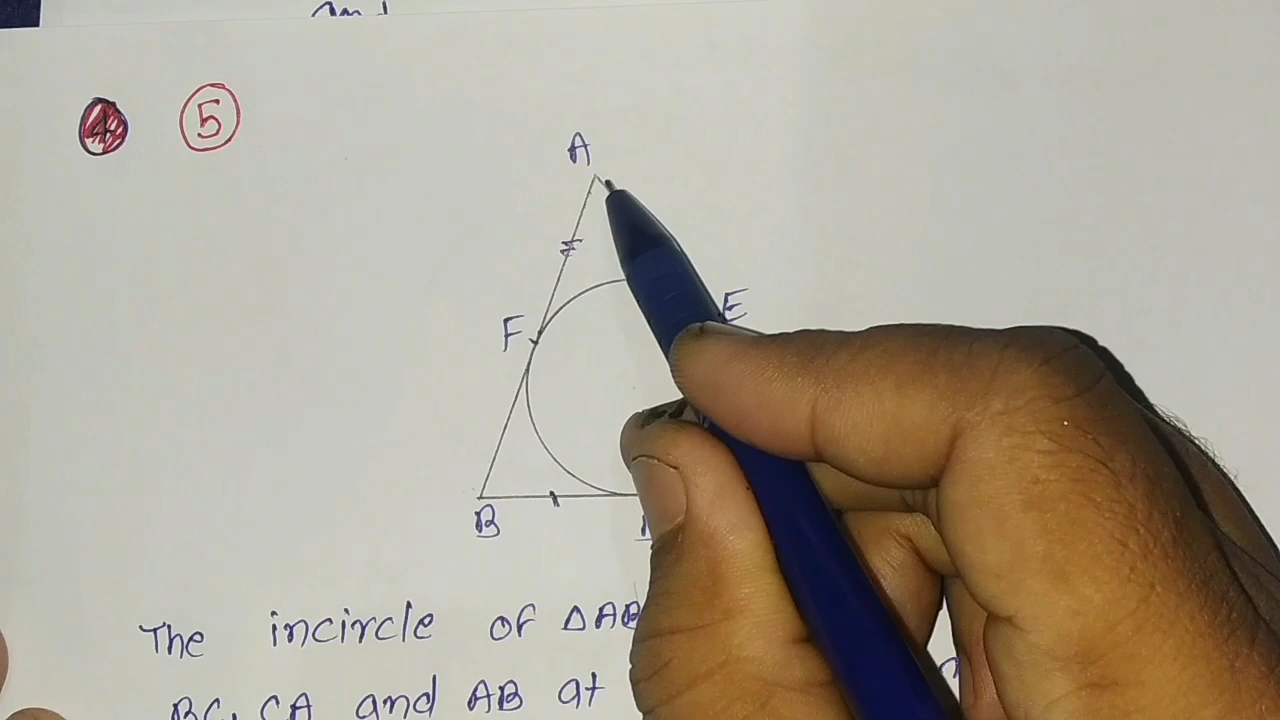 4 5
A
E
F
B
The incircle of ΔAB
BC, CA and AB at